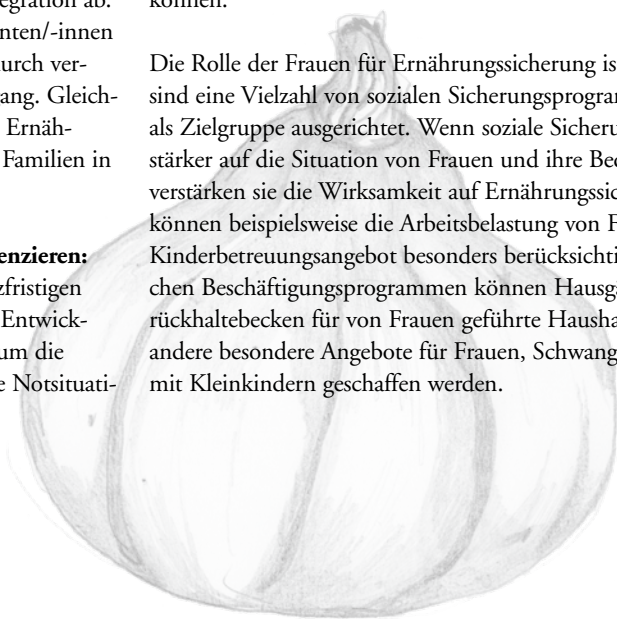 egration ab.
nten/-innen
urch ver-
ang. Gleich-
Ernäh-
Familien in
enzieren:
zfristigen
Entwick-
um die
e Notsituati-
können.
Die Rolle der Frauen für Ernährungssicherung is
sind eine Vielzahl von sozialen Sicherungsprogra
als Zielgruppe ausgerichtet. Wenn soziale Sicheru
stärker auf die Situation von Frauen und ihre Bed
verstärken sie die Wirksamkeit auf Ernährungssic
können beispielsweise die Arbeitsbelastung von F
Kinderbetreuungsangebot besonders berücksichti
chen Beschäftigungsprogrammen können Hausgä
rückhaltebecken für von Frauen geführte Hausha
andere besondere Angebote für Frauen, Schwang
mit Kleinkindern geschaffen werden.